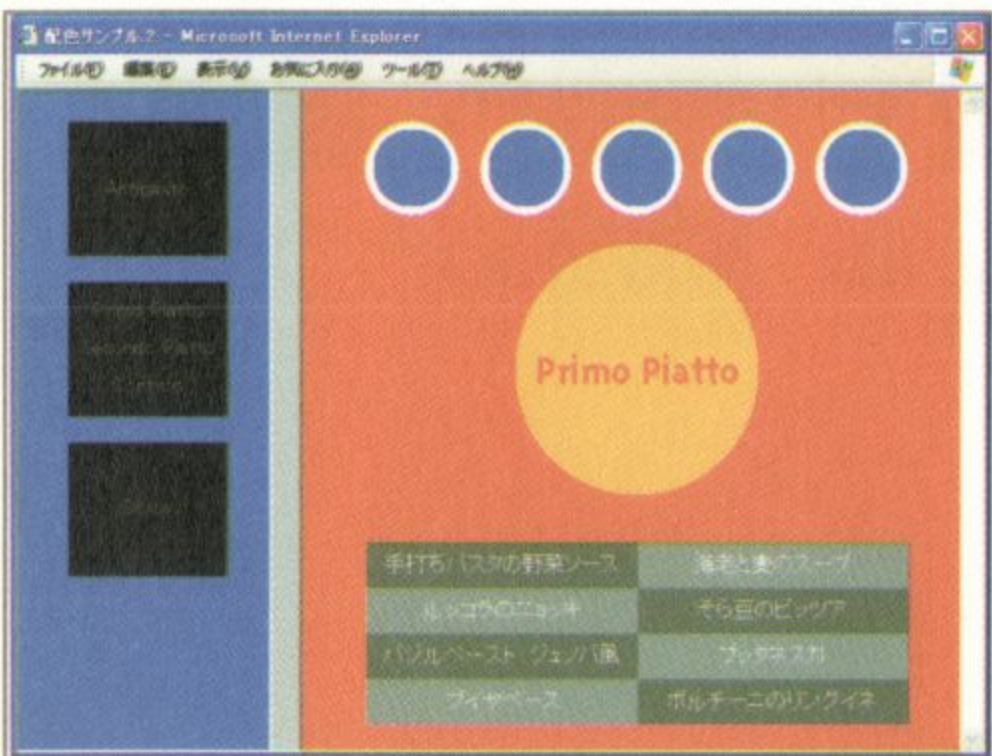 配色サンプル.2 - Microsoft Internet Explorer
ファイル(F) 編集(E) 表示(V) お気に入り(A) ツール(T) ヘルプ(H)
Antipasto
Secondo Piatto
Primo Piatto
手打ちパスタの野菜ソース 海老と麦のスープ
ルッコラのニョッキ そら豆のピッツア
バジルペースト ジェノバ風 プッタネスカ
ブイヤベース ポルチーニのリングイネ